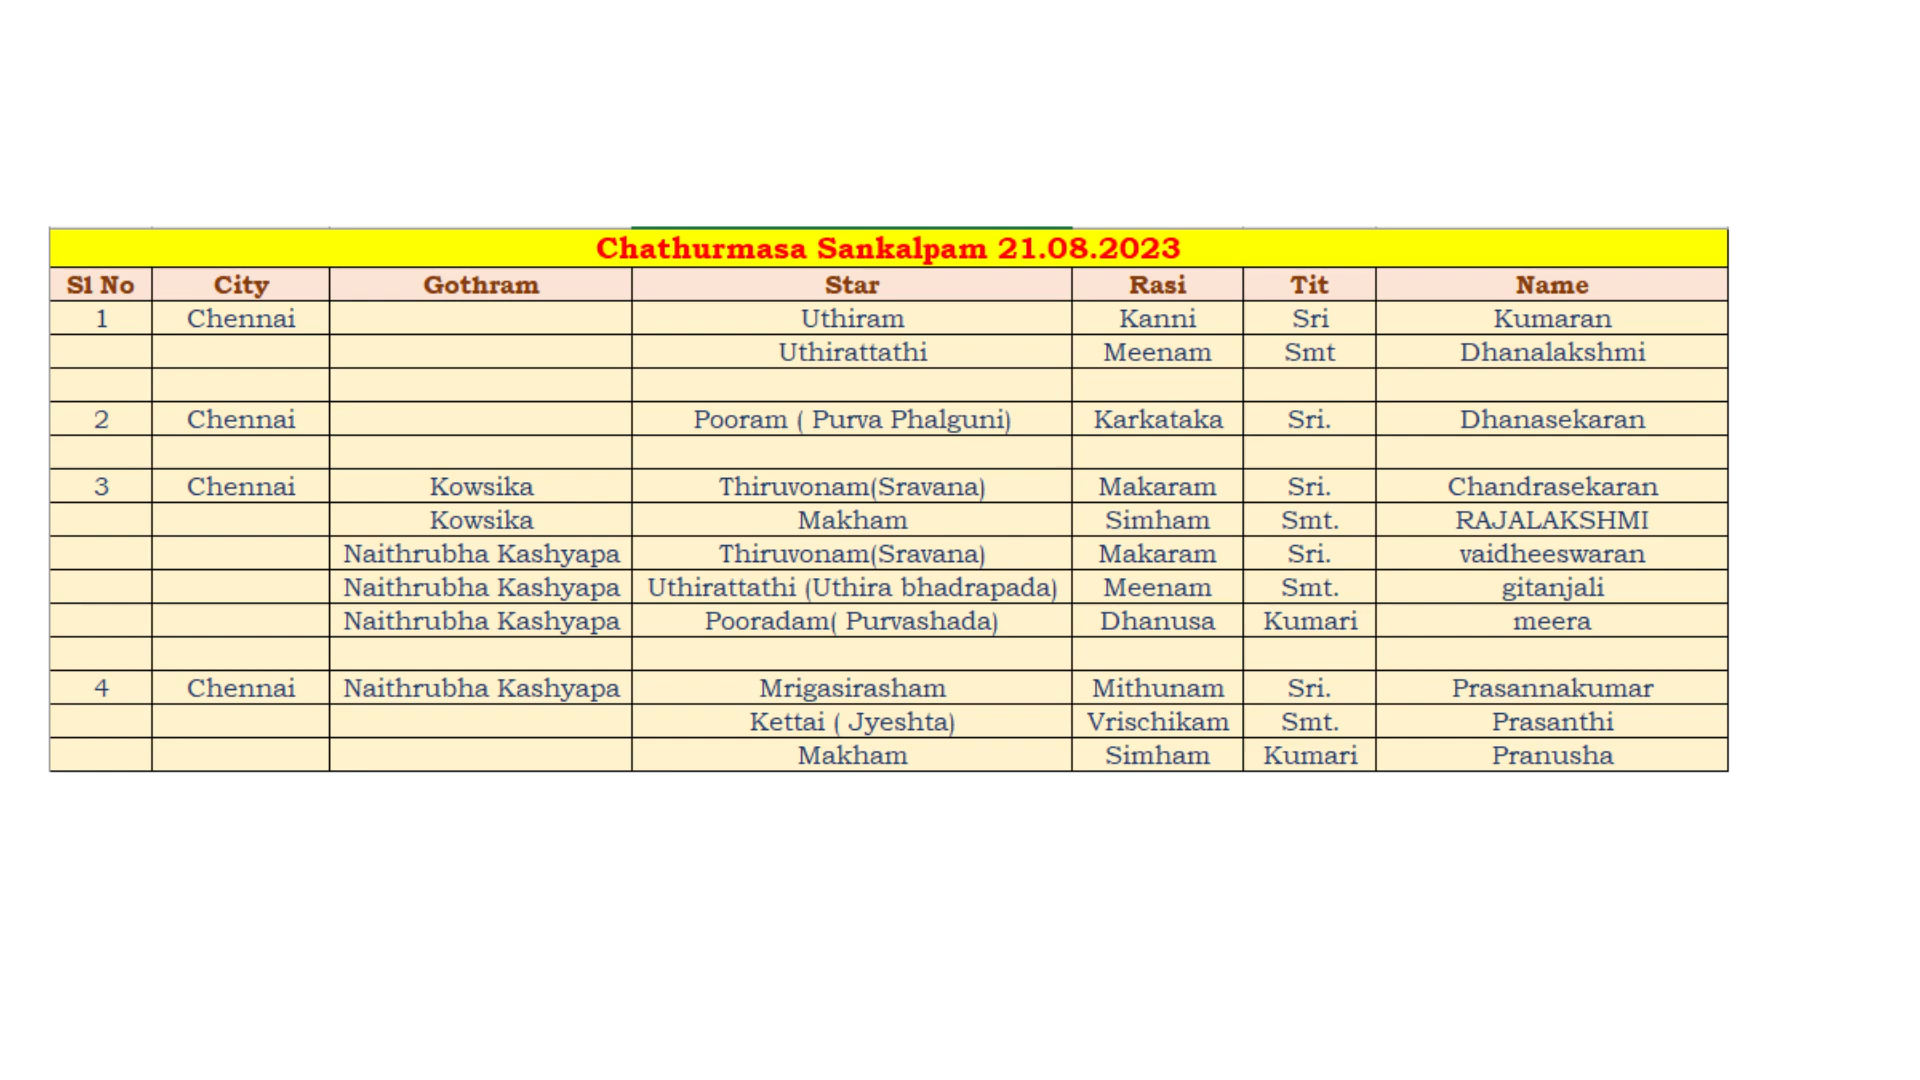 Chathurmasa Sankalpam 21.08.2023
Sl No City Gothram Star Rasi Tit Name
1 Chennai Uthiram Kanni Sri Kumaran
Uthirattathi Meenam Smt Dhanalakshmi
2 Chennai Pooram ( Purva Phalguni) Karkataka Sri. Dhanasekaran
3 Chennai Kowsika Thiruvonam(Sravana) Makaram Sri. Chandrasekaran
Kowsika Makham Simham Smt. RAJALAKSHMI
Naithrubha Kashyapa Thiruvonam(Sravana) Makaram Sri. vaidheeswaran
Naithrubha Kashyapa Uthirattathi (Uthira bhadrapada) Meenam Smt. gitanjali
Naithrubha Kashyapa Pooradam( Purvashada) Dhanusa Kumari meera
4 Chennai Naithrubha Kashyapa Mrigasirasham Mithunam Sri. Prasannakumar
Kettai ( Jyeshta) Vrischikam Smt. Prasanthi
Makham Simham Kumari Pranusha